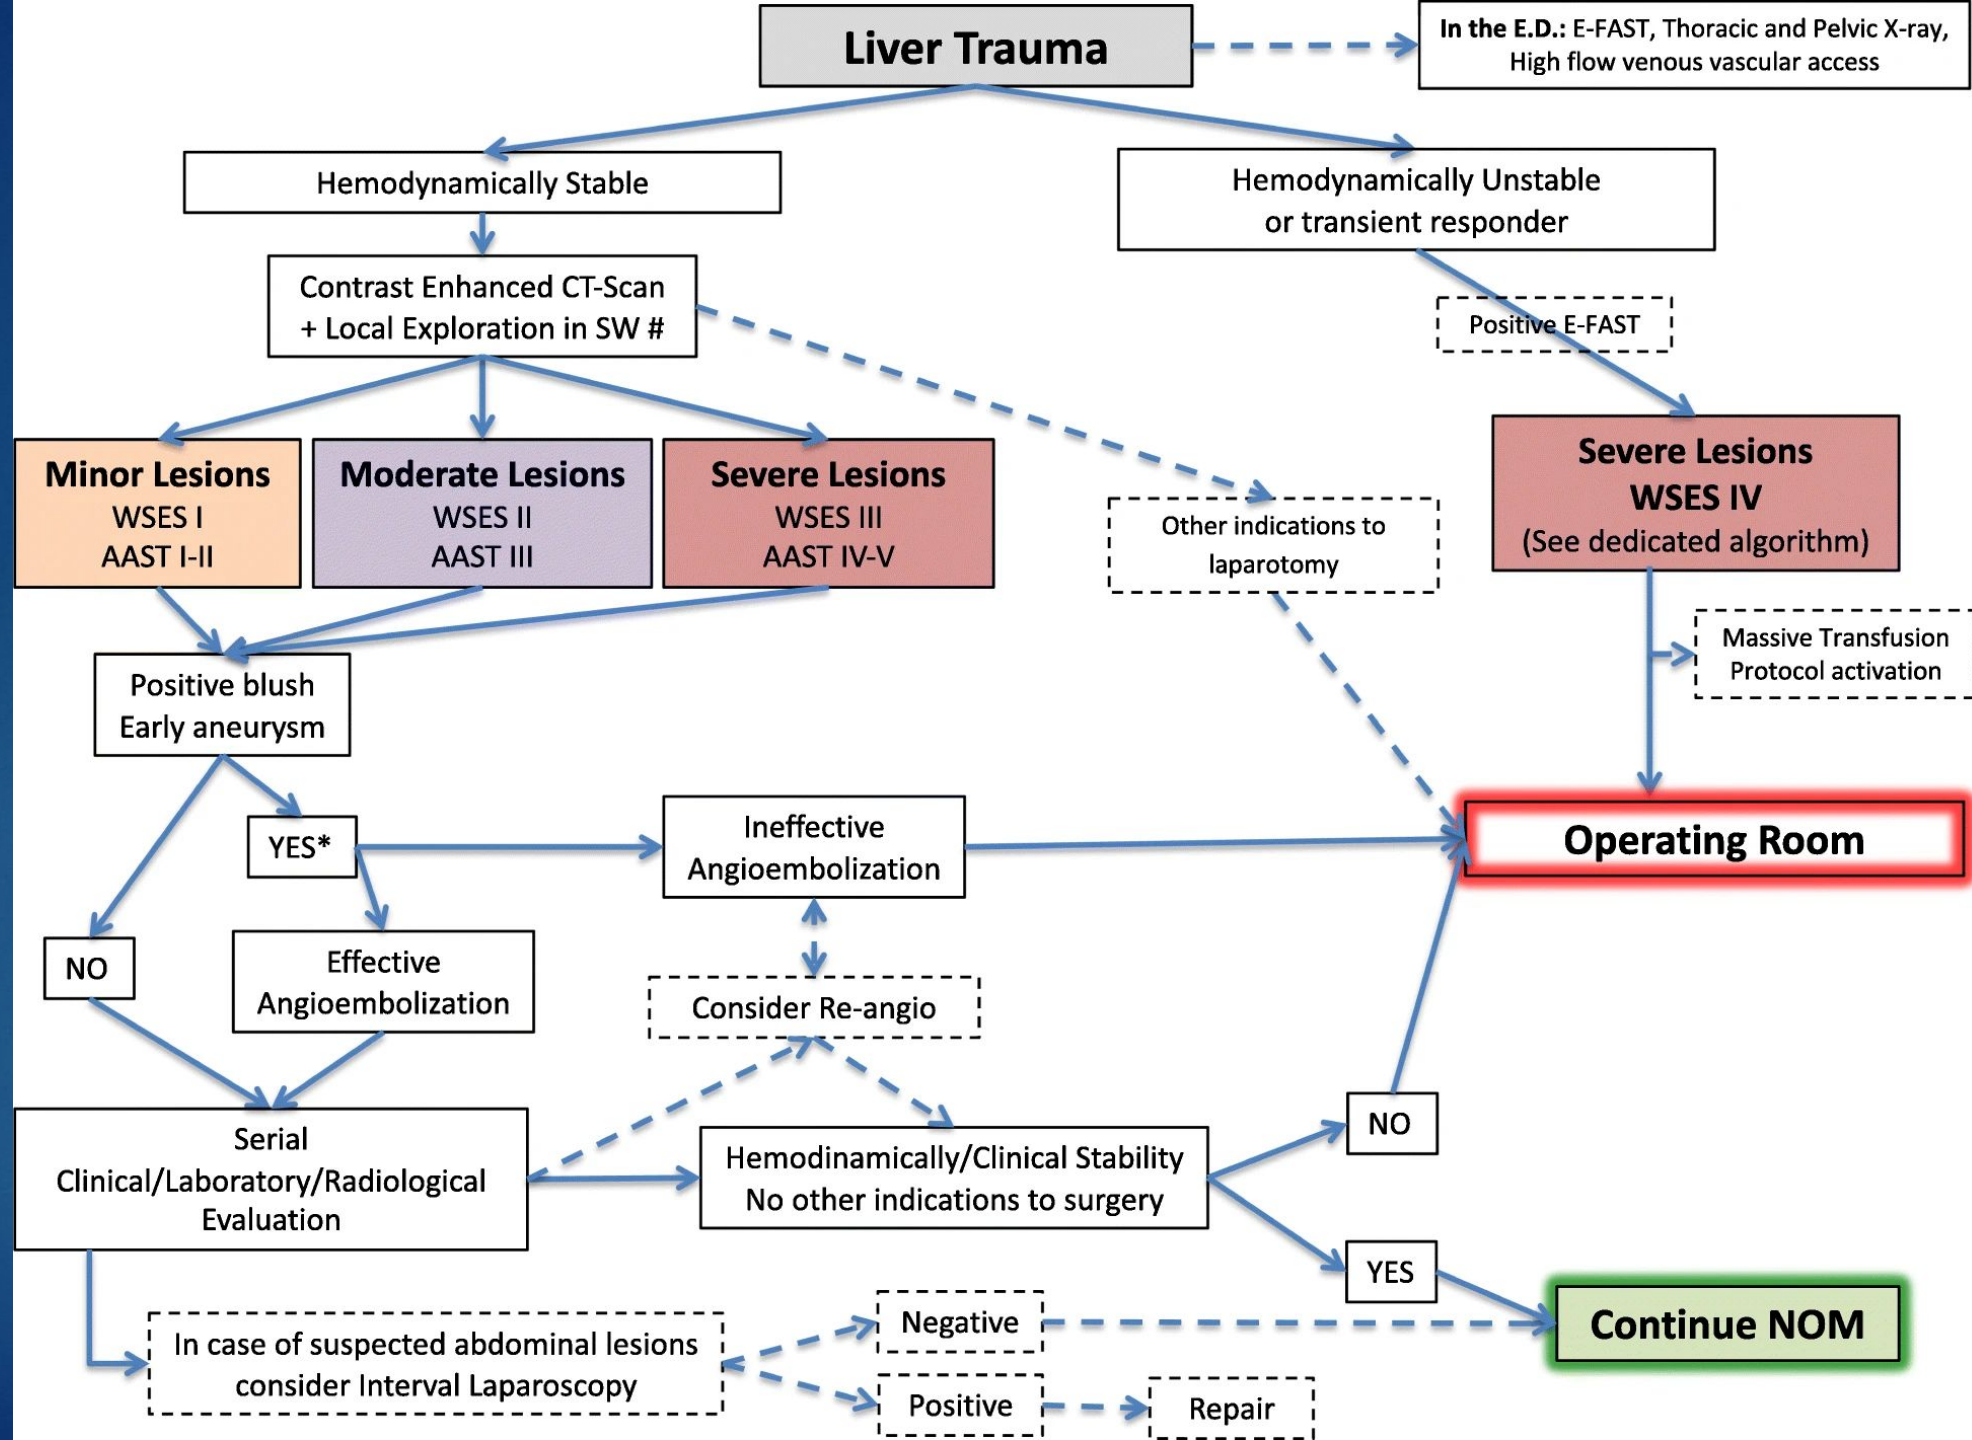 Liver Trauma
In the E.D.: E-FAST, Thoracic and Pelvic X-ray,
High flow venous vascular access
Hemodynamically Stable
Hemodynamically Unstable
or transient responder
Contrast Enhanced CT-Scan
+ Local Exploration in SW #
Positive E-FAST
Minor Lesions
WSES I
AAST I-II
Moderate Lesions
WSES II
AAST III
Severe Lesions
WSES III
AAST IV-V
Other indications to
laparotomy
Severe Lesions
WSES IV
(See dedicated algorithm)
Massive Transfusion
Protocol activation
Positive blush
Early aneurysm
YES*
Ineffective
Angioembolization
Operating Room
NO
Effective
Angioembolization
Consider Re-angio
Serial
Clinical/Laboratory/Radiological
Evaluation
Hemodinamically/Clinical Stability
No other indications to surgery
NO
YES
Continue NOM
In case of suspected abdominal lesions
consider Interval Laparoscopy
Negative
Positive
Repair